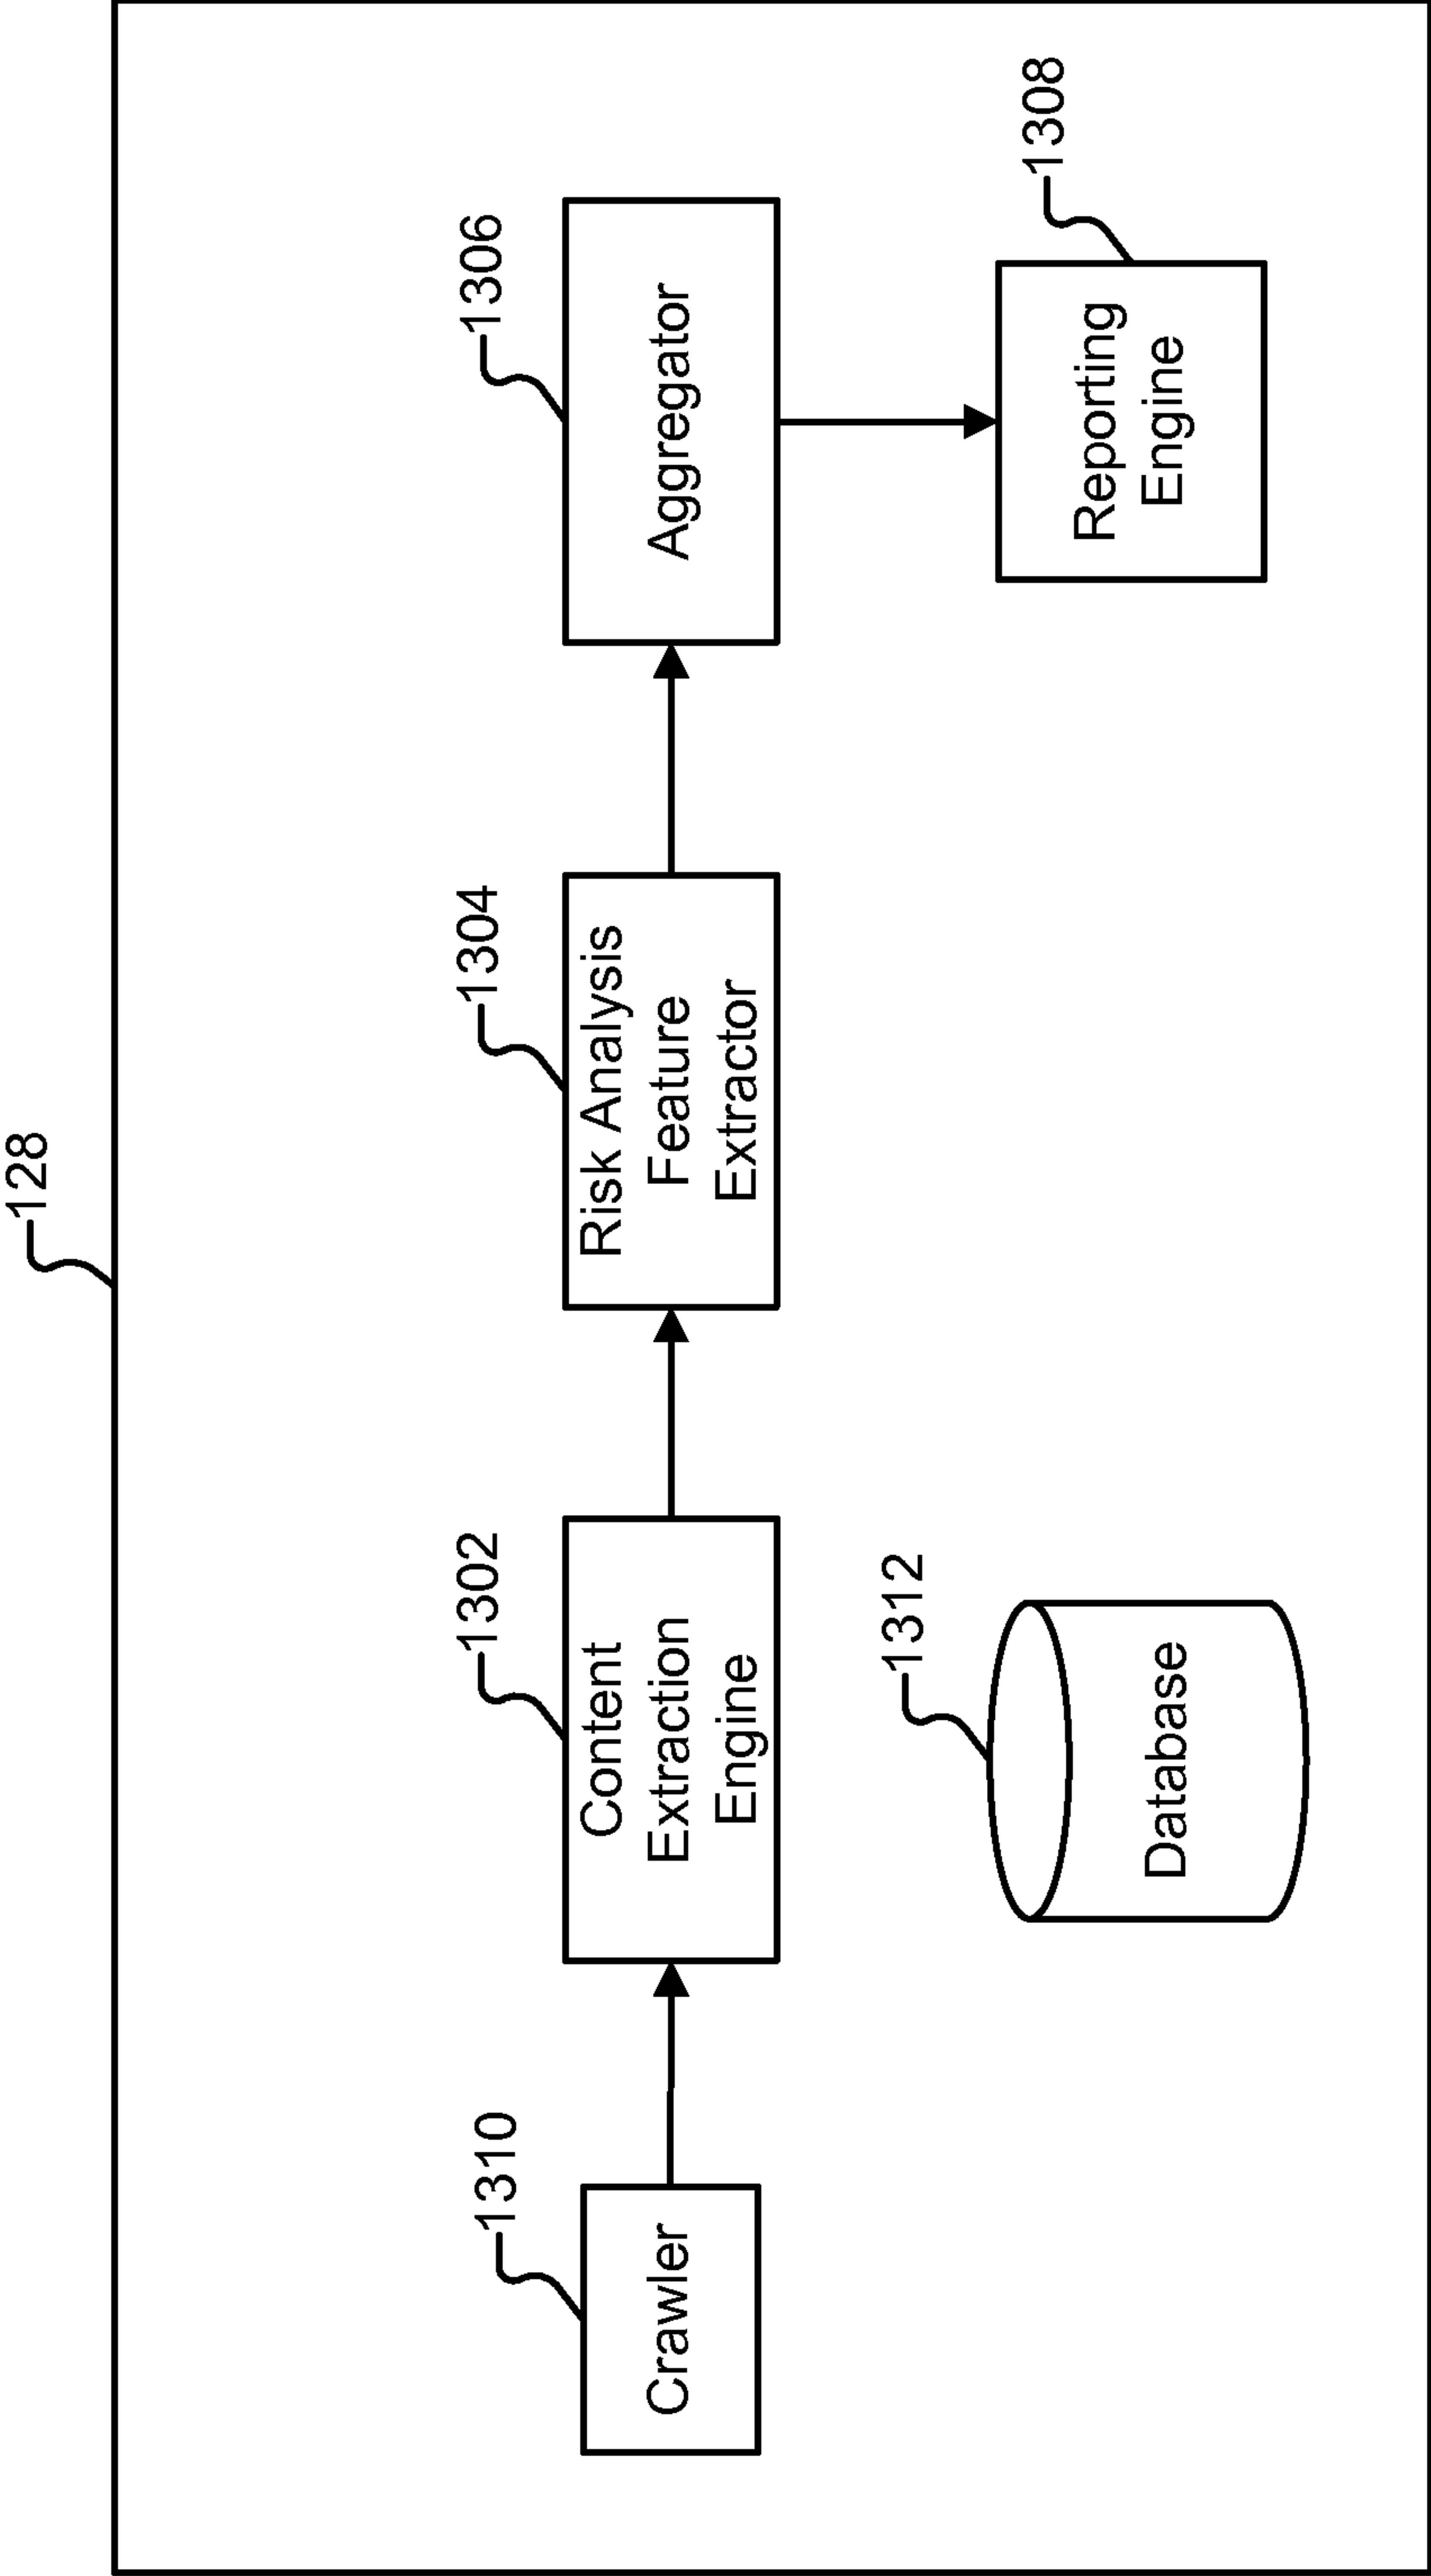 128
1310
Crawler
1302
Content
Extraction
Engine
1304
Risk Analysis
Feature
Extractor
1306
Aggregator
1312
Database
1308
Reporting
Engine